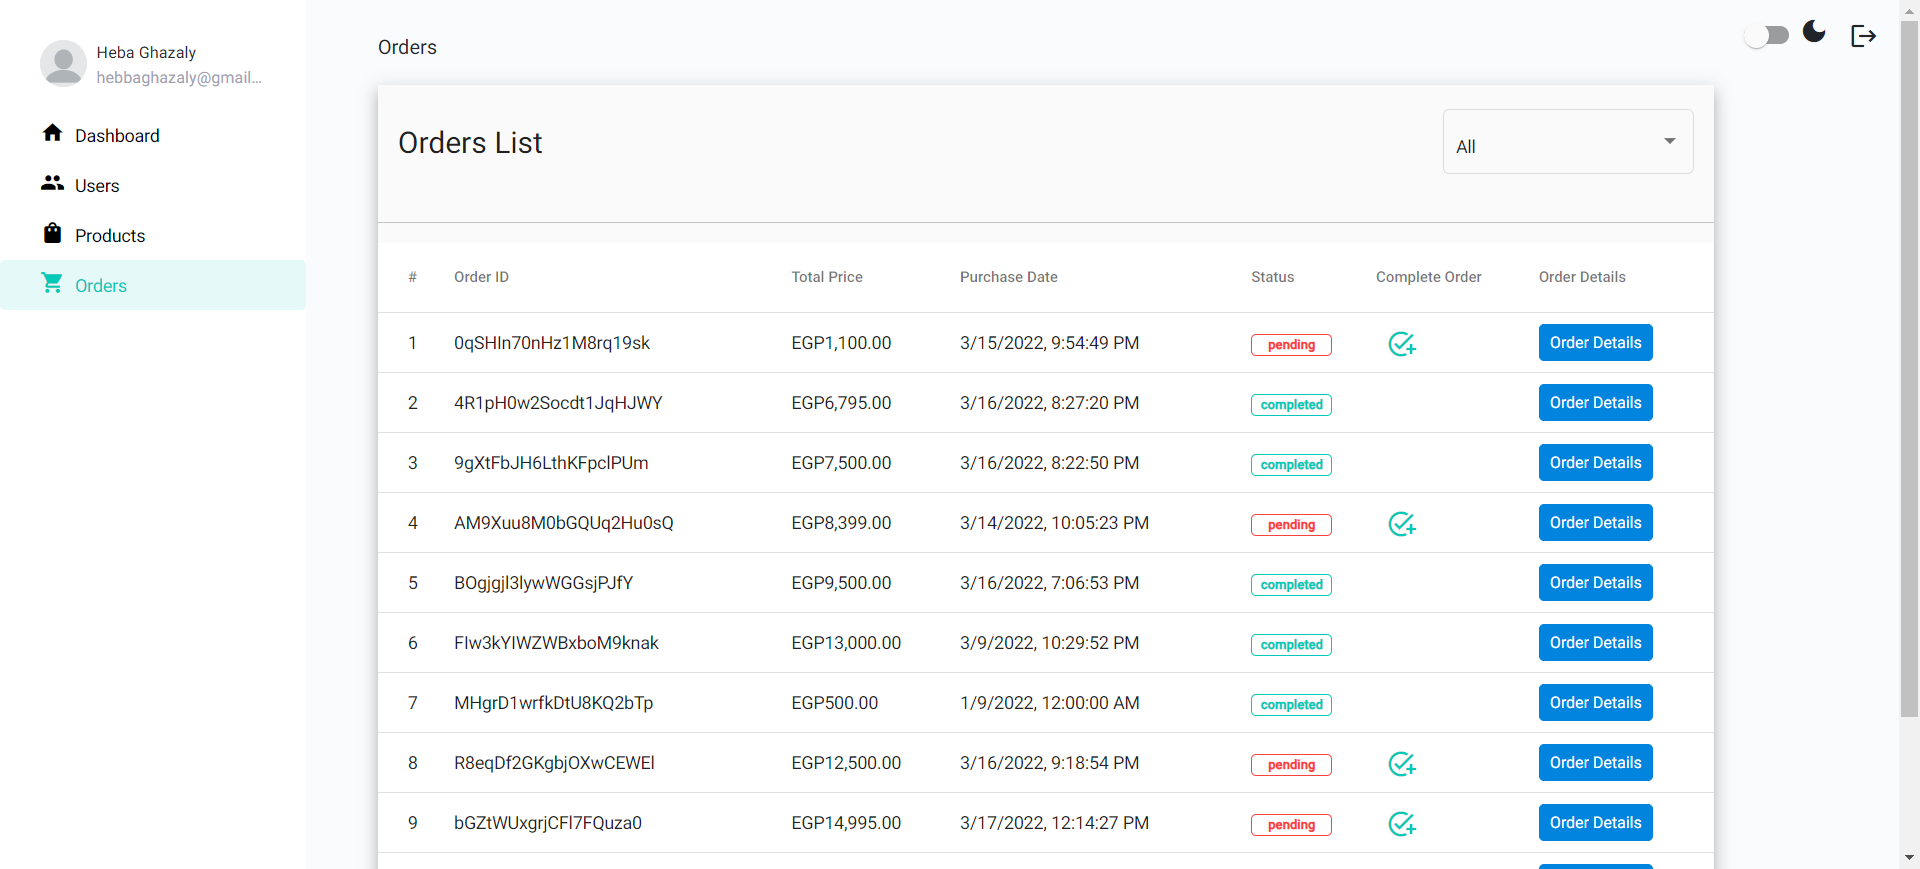 Heba Ghazaly
hebbaghazaly@gmail...
Dashboard
Users
Products
Orders
Orders
Orders List
All
# Order ID Total Price Purchase Date Status Complete Order Order Details
1 0qSHIn70nHz1M8rq19sk EGP1,100.00 3/15/2022, 9:54:49 PM pending Order Details
2 4R1pH0w2Socdt1JqHJWY EGP6,795.00 3/16/2022, 8:27:20 PM completed Order Details
3 9gXtFbJH6LthKFpclPUm EGP7,500.00 3/16/2022, 8:22:50 PM completed Order Details
4 AM9Xuu8M0bGQUq2Hu0sQ EGP8,399.00 3/14/2022, 10:05:23 PM pending Order Details
5 BOgjgjl3lywWGGsjPJfY EGP9,500.00 3/16/2022, 7:06:53 PM completed Order Details
6 FIw3kYIWZWBxboM9knak EGP13,000.00 3/9/2022, 10:29:52 PM completed Order Details
7 MHgrD1wrfkDtU8KQ2bTp EGP500.00 1/9/2022, 12:00:00 AM completed Order Details
8 R8eqDf2GKgbjOXwCEWEl EGP12,500.00 3/16/2022, 9:18:54 PM pending Order Details
9 bGZtWUxgrjCFl7FQuza0 EGP14,995.00 3/17/2022, 12:14:27 PM pending Order Details